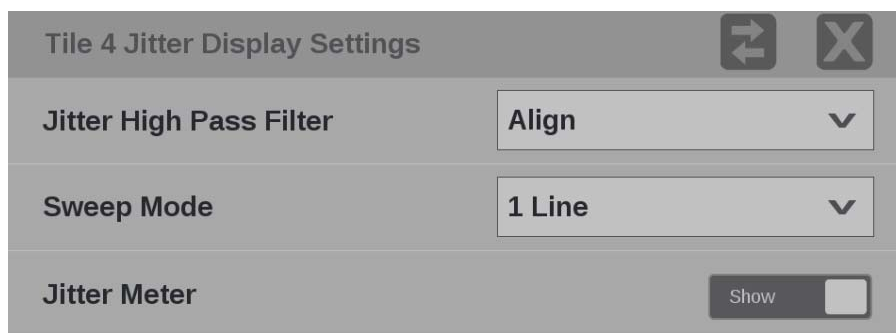 Tile 4 Jitter Display Settings
Jitter High Pass Filter Align
Sweep Mode 1 Line
Jitter Meter Show